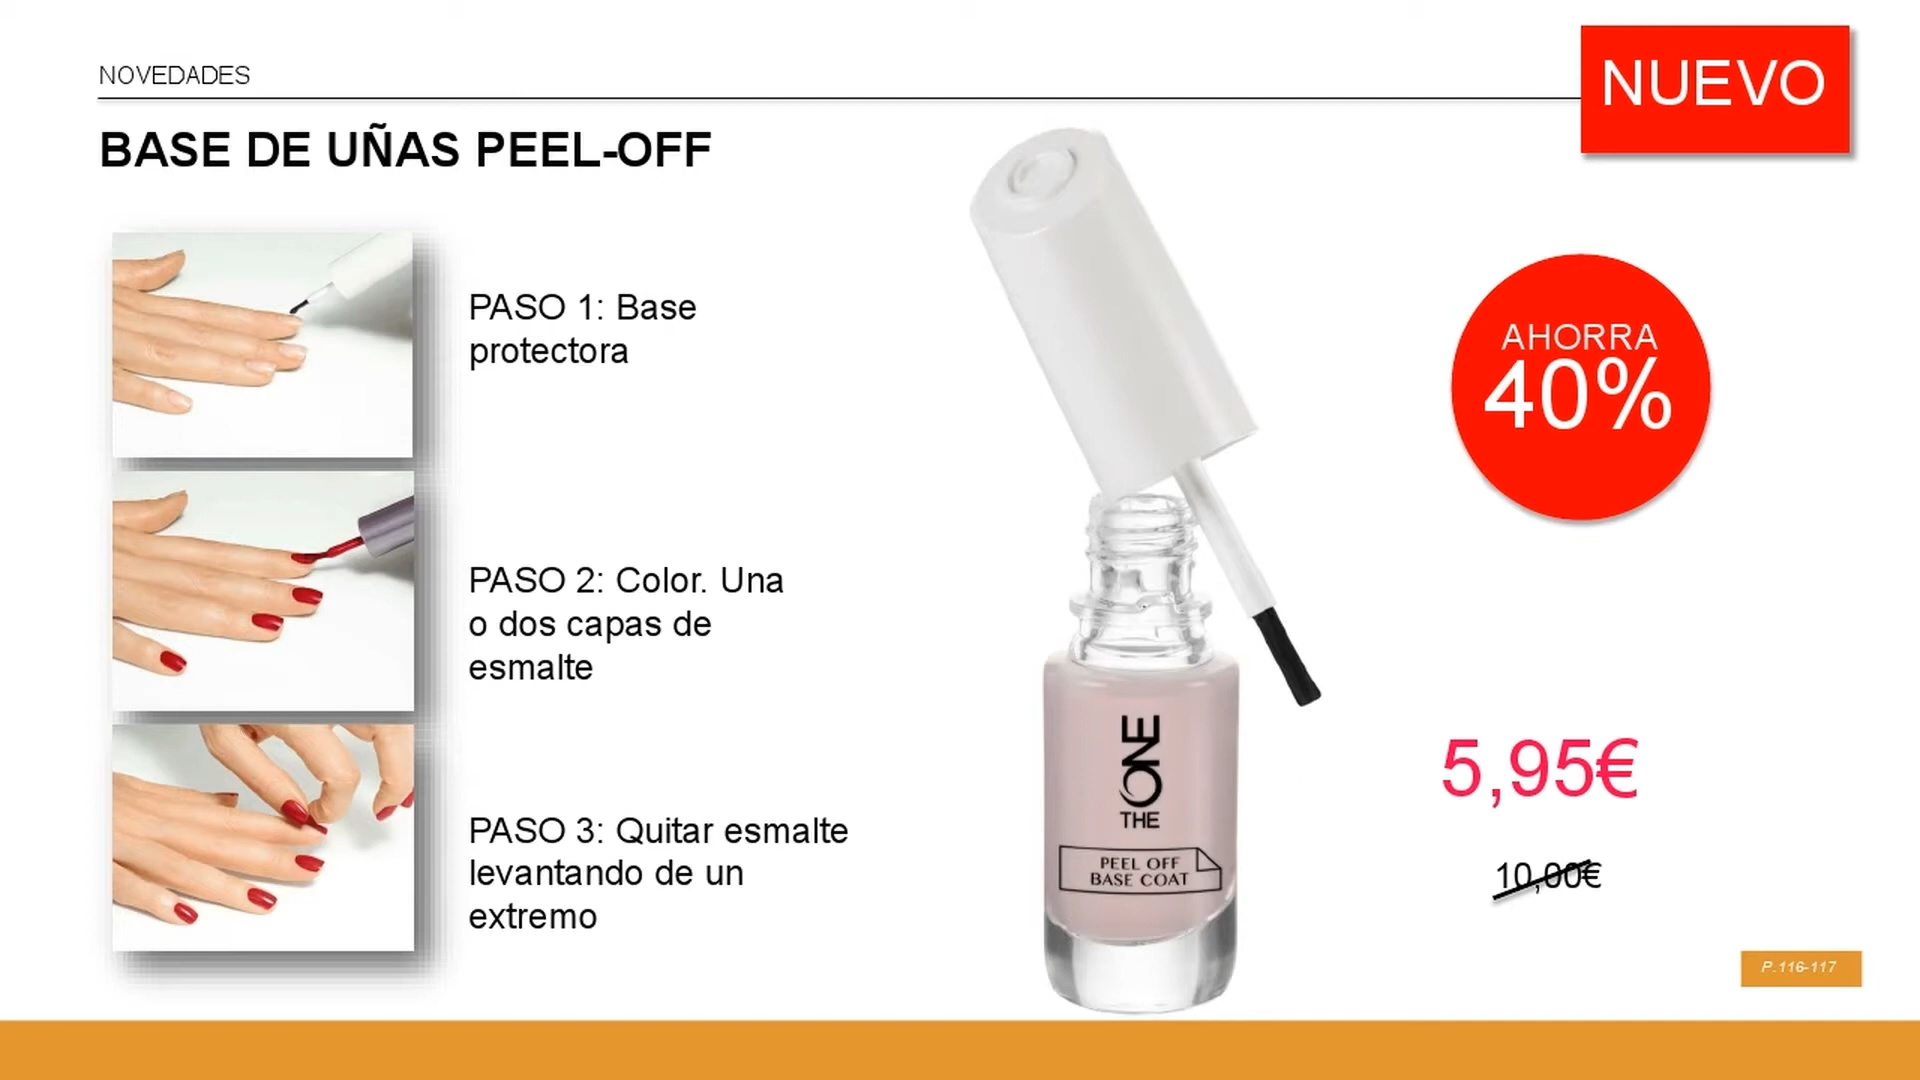 NOVEDADES
NUEVO
BASE DE UÑAS PEEL-OFF
PASO 1: Base
protectora
PASO 2: Color. Una
o dos capas de
esmalte
PASO 3: Quitar esmalte
levantando de un
extremo
THE ONE
PEEL OFF
BASE COAT
AHORRA
40%
5,95€
10,00€
P.116-117